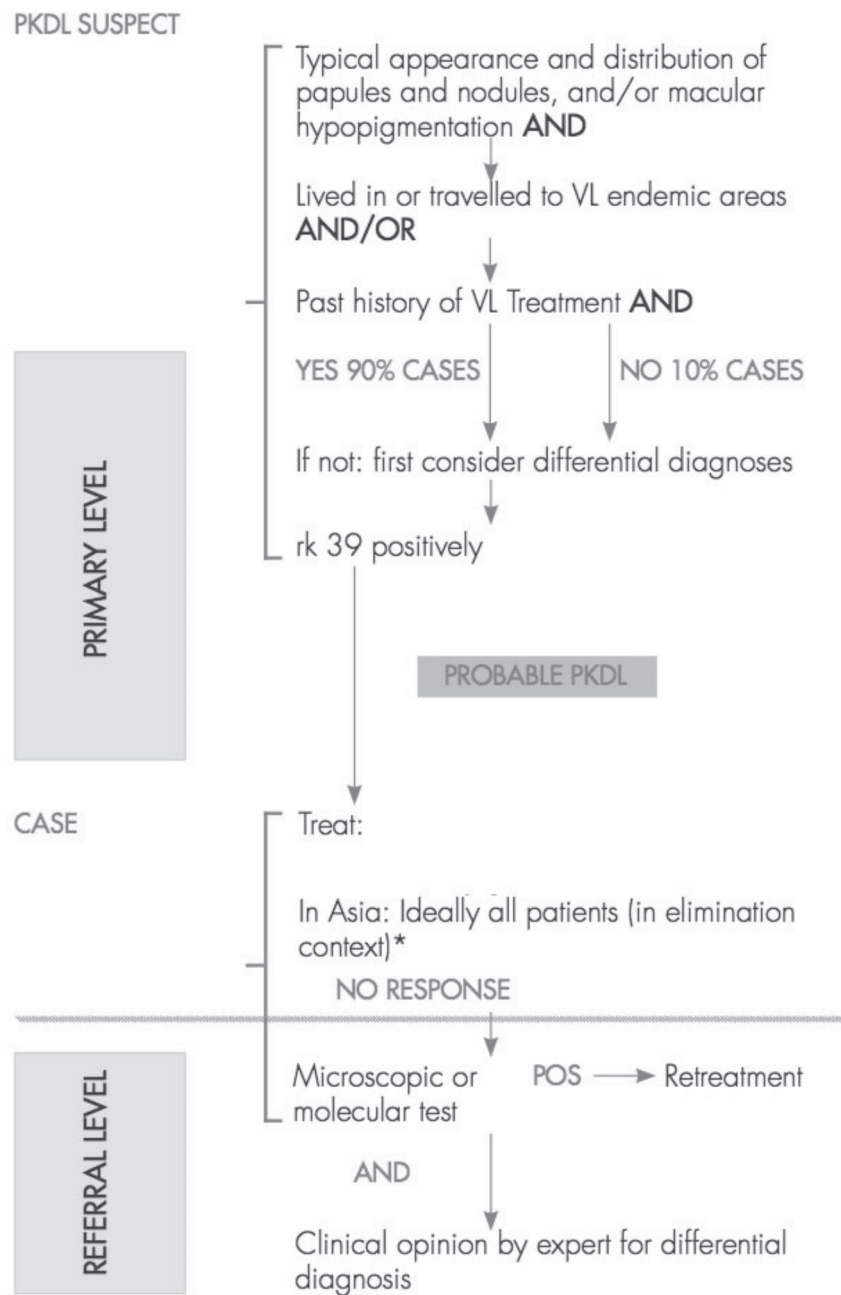 PKDL SUSPECT
Typical appearance and distribution of
papules and nodules, and/or macular
hypopigmentation AND
Lived in or travelled to VL endemic areas
AND/OR
Past history of VL Treatment AND
YES 90% CASES
NO 10% CASES
If not: first consider differential diagnoses
rk 39 positively
PRIMARY LEVEL
PROBABLE PKDL
CASE
Treat:
In Asia: Ideally all patients (in elimination
context)*
NO RESPONSE
REFERRAL LEVEL
Microscopic or
molecular test
POS
Retreatment
AND
Clinical opinion by expert for differential
diagnosis